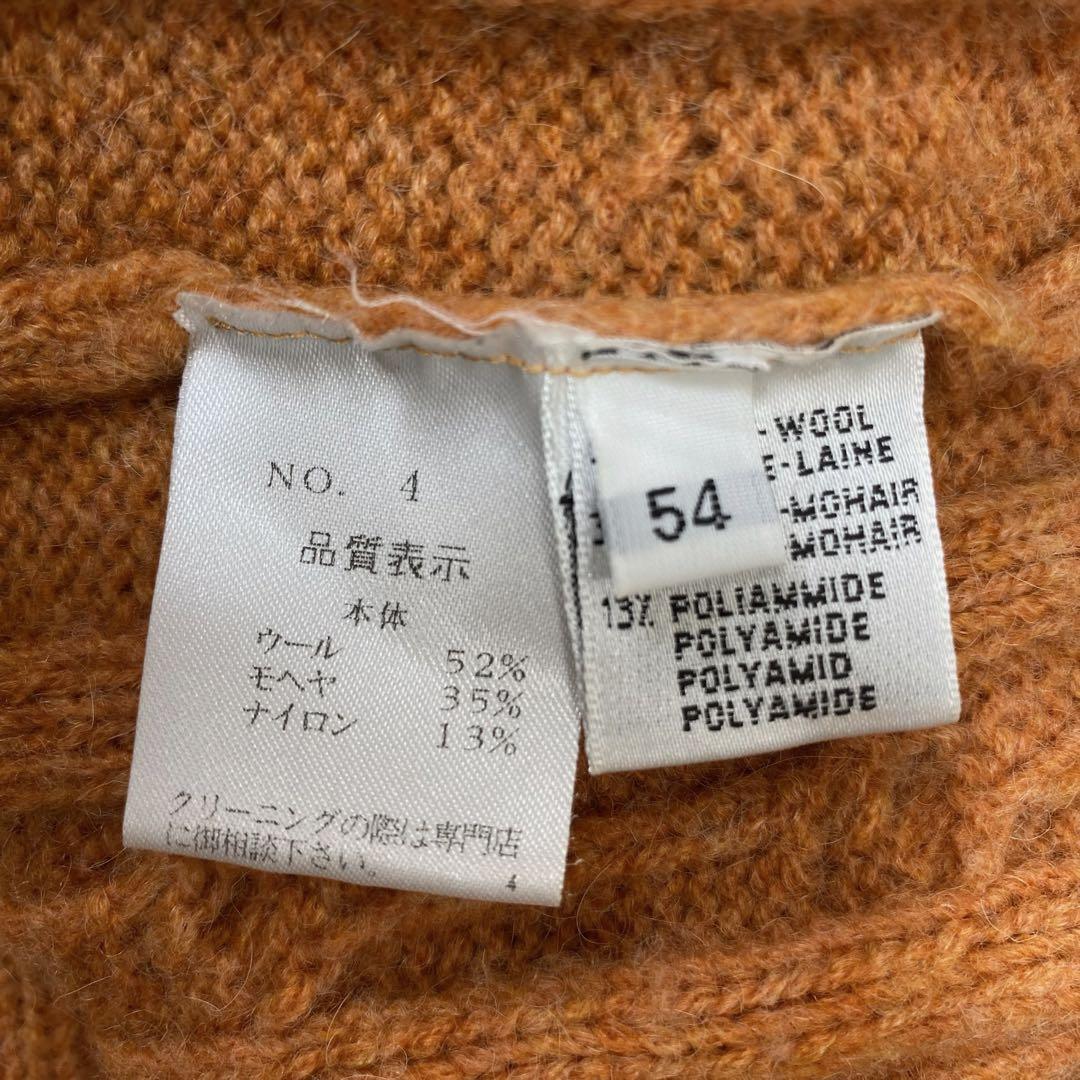 NO. 4
品質表示
本体
ウール 52%
モヘヤ 35%
ナイロン 13%
クリーニングの際は専門店
に御相談下さい。
4
54
-WOOL
E-LAINE
-MOHAIR
MOHAIR
13% POLIAMMIDE
POLYAMIDE
POLYAMID
POLYAMIDE